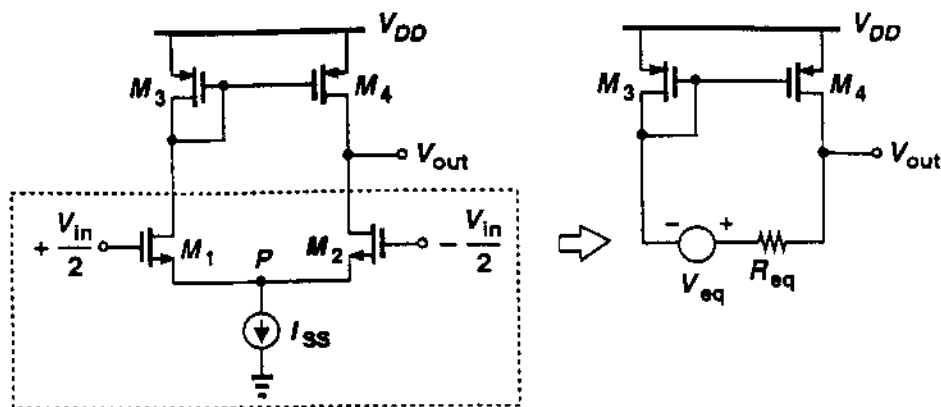 V_DD
M_3
M_4
V_out
+ V_in/2
M_1
P
M_2
− V_in/2
I_SS
V_DD
M_3
M_4
V_out
− +
V_eq
R_eq